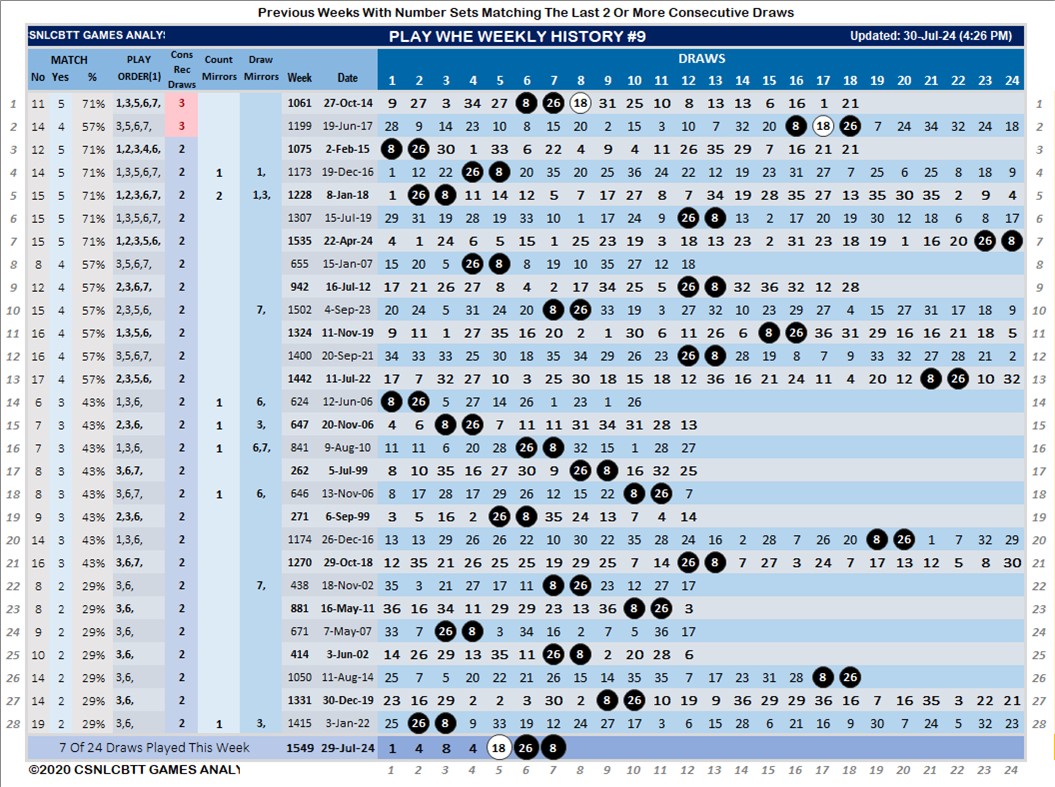 Previous Weeks With Number Sets Matching The Last 2 Or More Consecutive Draws
CSNLCBTT GAMES ANALYS PLAY WHE WEEKLY HISTORY #9 Updated: 30-Jul-24 (4:26 PM)
MATCH PLAY Cons Count Draw DRAWS
No Yes % ORDER(1) Rec Draws Mirrors Mirrors Week Date 1 2 3 4 5 6 7 8 9 10 11 12 13 14 15 16 17 18 19 20 21 22 23 24
1 11 5 71% 1,3,5,6,7, 3 1061 27-Oct-14 9 27 3 34 27 8 26 18 31 25 10 8 13 13 6 16 1 21 1
2 14 4 57% 3,5,6,7, 3 1199 19-Jun-17 28 9 14 23 10 8 15 20 2 15 3 10 7 32 20 8 18 26 7 24 34 32 24 18 2
3 12 5 71% 1,2,3,4,6, 2 1075 2-Feb-15 8 26 30 1 33 6 22 4 9 4 11 26 35 29 7 16 21 21 3
4 14 5 71% 1,3,5,6,7, 2 1 1, 1173 19-Dec-16 1 12 22 26 8 20 35 20 25 36 24 22 12 19 23 31 27 7 25 6 25 8 18 9 4
5 15 5 71% 1,2,3,6,7, 2 2 1,3, 1228 8-Jan-18 1 26 8 11 14 12 5 7 17 27 8 7 34 19 28 35 27 13 35 30 35 2 9 4 5
6 15 5 71% 1,3,5,6,7, 2 1307 15-Jul-19 29 31 19 28 19 33 10 1 17 24 9 26 8 13 2 17 20 19 30 12 18 6 8 17 6
7 15 5 71% 1,2,3,5,6, 2 1535 22-Apr-24 4 1 24 6 5 15 1 25 23 19 3 18 13 23 2 31 23 18 19 1 16 20 26 8 7
8 8 4 57% 3,5,6,7, 2 655 15-Jan-07 15 20 5 26 8 8 19 10 35 27 12 18 8
9 12 4 57% 2,3,6,7, 2 942 16-Jul-12 17 21 26 27 8 4 2 17 34 25 5 26 8 32 36 32 12 28 9
10 15 4 57% 2,3,5,6, 2 7, 1502 4-Sep-23 20 24 5 31 24 20 8 26 33 19 3 27 32 10 23 29 27 4 15 27 31 17 18 9 10
11 16 4 57% 1,3,5,6, 2 1324 11-Nov-19 9 11 1 27 35 16 20 2 1 30 6 11 26 6 8 26 36 31 29 16 16 21 18 5 11
12 16 4 57% 3,5,6,7, 2 1400 20-Sep-21 34 33 33 25 30 18 35 34 29 26 23 26 8 28 19 8 7 9 33 32 27 28 21 2 12
13 17 4 57% 2,3,5,6, 2 1442 11-Jul-22 17 7 32 27 10 3 25 30 18 15 18 12 36 16 21 24 11 4 20 12 8 26 10 32 13
14 6 3 43% 1,3,6, 2 1 6, 624 12-Jun-06 8 26 5 27 14 26 1 23 1 26 14
15 7 3 43% 2,3,6, 2 1 3, 647 20-Nov-06 4 6 8 26 7 11 11 31 34 31 28 13 15
16 8 3 43% 1,3,6, 2 1 6,7, 841 9-Aug-10 11 11 6 20 28 26 8 32 15 1 28 27 16
17 8 3 43% 3,6,7, 2 262 5-Jul-99 8 10 35 16 27 30 9 26 8 16 32 25 17
18 8 3 43% 3,6,7, 2 1 6, 646 13-Nov-06 8 17 28 17 29 26 12 15 22 8 26 7 18
19 9 3 43% 2,3,6, 2 271 6-Sep-99 3 5 16 2 26 8 35 24 13 7 4 14 19
20 14 3 43% 1,3,6, 2 1174 26-Dec-16 13 13 29 26 26 22 10 30 22 35 28 24 16 2 28 7 26 20 8 26 1 7 32 29 20
21 16 3 43% 3,6,7, 2 1270 29-Oct-18 12 35 21 26 25 25 19 29 25 7 14 26 8 7 27 3 24 7 17 13 12 5 8 30 21
22 8 2 29% 3,6, 2 7, 438 18-Nov-02 35 3 21 27 17 11 8 26 23 12 27 17 22
23 8 2 29% 3,6, 2 881 16-May-11 36 16 34 11 29 29 23 13 36 8 26 3 23
24 9 2 29% 3,6, 2 671 7-May-07 33 7 26 8 3 34 16 2 7 5 36 17 24
25 10 2 29% 3,6, 2 414 3-Jun-02 14 26 29 13 35 11 26 8 2 20 28 6 25
26 14 2 29% 3,6, 2 1050 11-Aug-14 25 7 5 20 22 21 26 15 14 35 35 7 14 17 23 31 28 8 26 26
27 14 2 29% 3,6, 2 1331 30-Dec-19 23 16 29 2 2 3 30 2 8 26 10 19 9 36 29 29 36 16 7 16 35 3 22 21 27
28 19 2 29% 3,6, 2 1 3, 1415 3-Jan-22 25 26 8 9 33 19 12 24 27 17 3 6 15 28 6 21 16 9 30 7 24 5 32 23 28
7 Of 24 Draws Played This Week 1549 29-Jul-24 1 4 8 4 18 26 8
©2020 CSNLCBTT GAMES ANALY 1 2 3 4 5 6 7 8 9 10 11 12 13 14 15 16 17 18 19 20 21 22 23 24